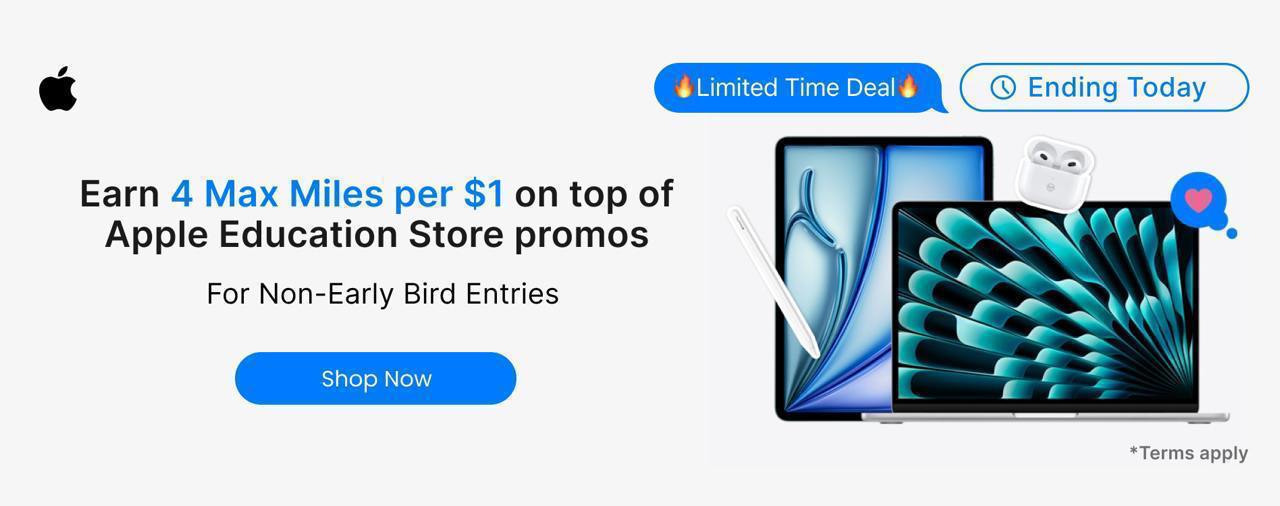 🔥Limited Time Deal🔥
Ending Today
Earn 4 Max Miles per $1 on top of
Apple Education Store promos
For Non-Early Bird Entries
Shop Now
*Terms apply